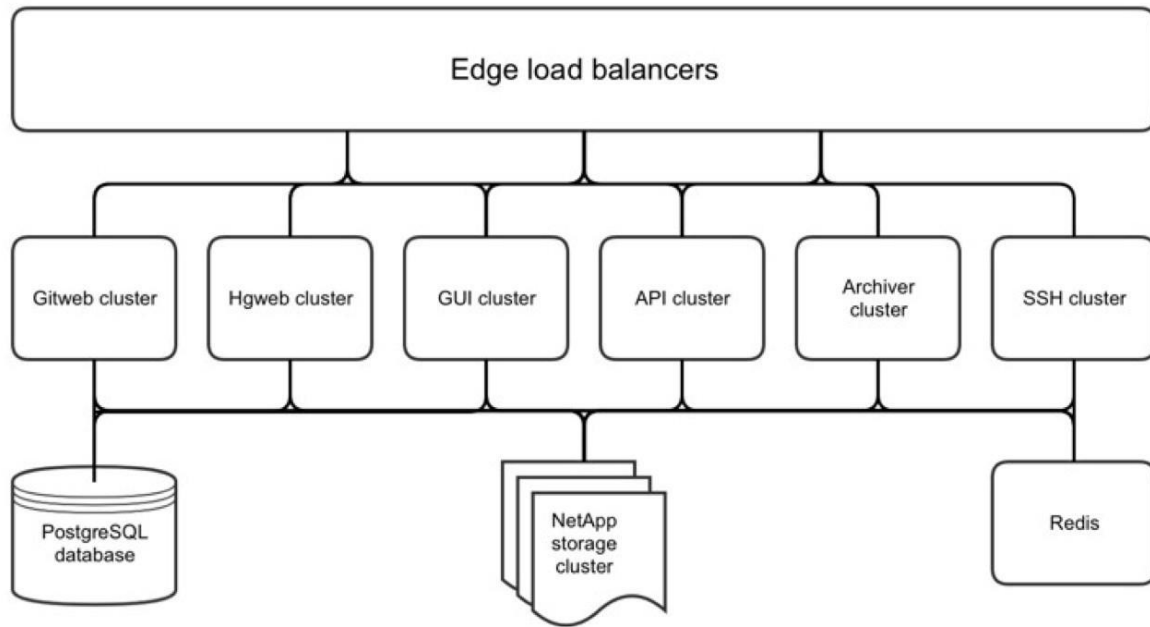 Edge load balancers
Gitweb cluster
Hgweb cluster
GUI cluster
API cluster
Archiver
cluster
SSH cluster
PostgreSQL
database
NetApp
storage
cluster
Redis